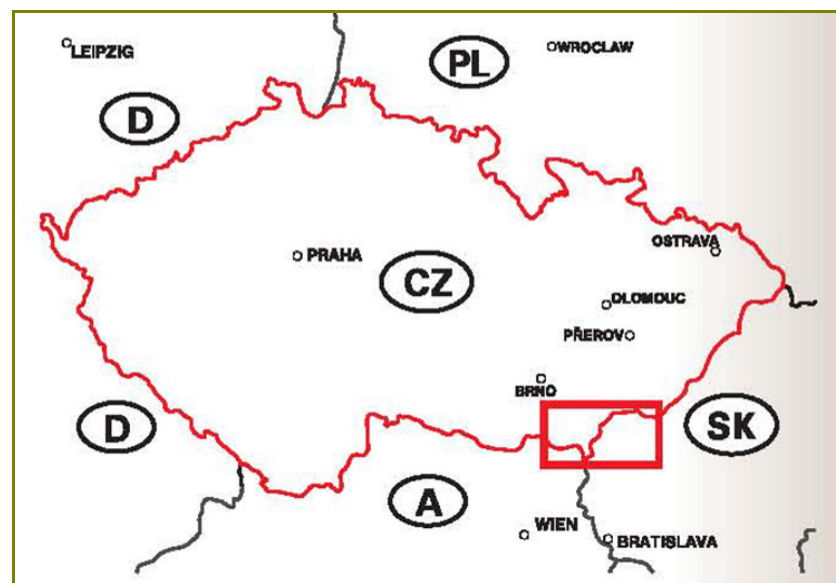 LEIPZIG
PL
WROCLAW
D
PRAHA
CZ
OSTRAVA
OLOMOUC
PŘEROV
BRNO
D
SK
A
WIEN
BRATISLAVA